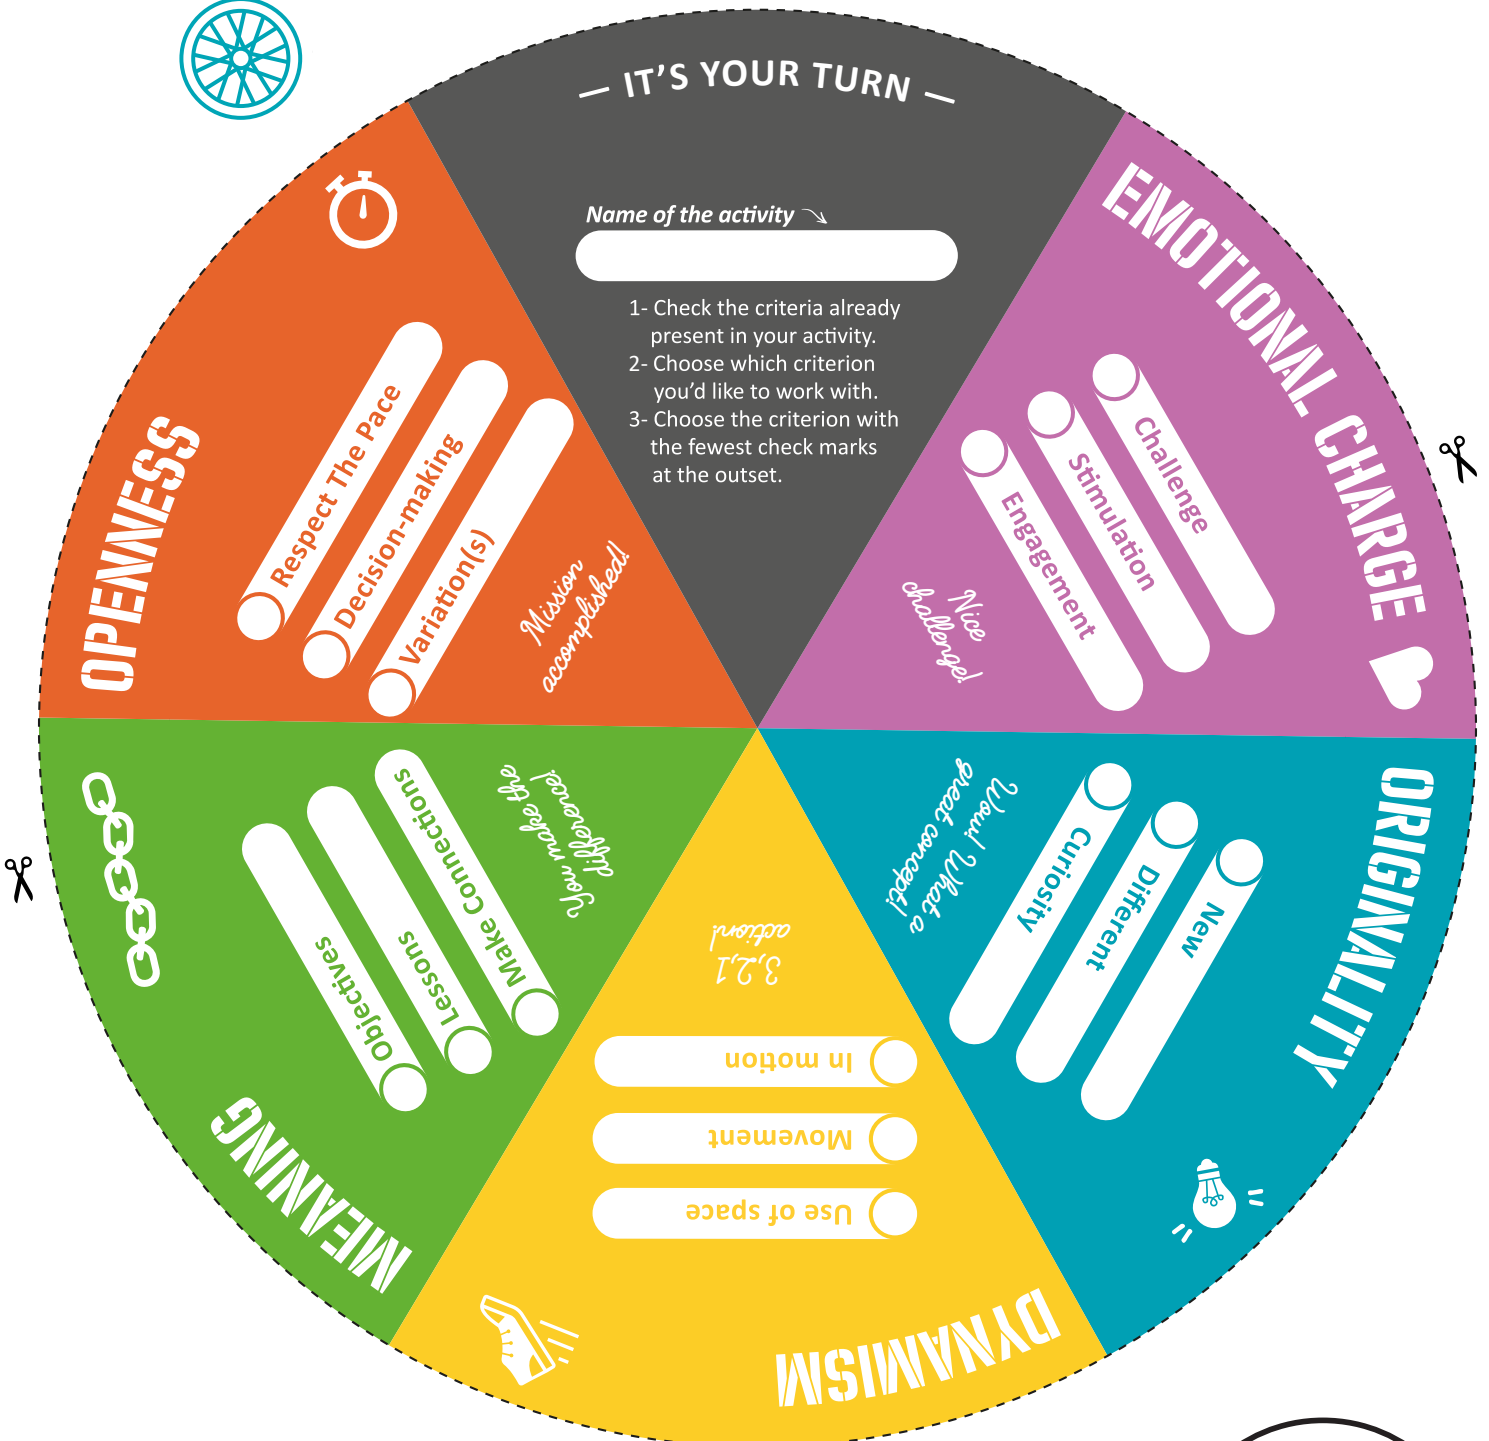 — IT'S YOUR TURN —
Name of the activity
1- Check the criteria already
present in your activity.
2- Choose which criterion
you'd like to work with.
3- Choose the criterion with
the fewest check marks
at the outset.
EMOTIONAL CHARGE
Challenge
Stimulation
Engagement
Nice
challenge!
ORIGINALITY
New
Different
Curiosity
Wow! What a
great concept!
DYNAMISM
Use of space
Movement
In motion
3,2,1
action!
MEANING
Objectives
Lessons
Make Connections
You make the
difference!
OPENNESS
Respect The Pace
Decision-making
Variation(s)
Mission
accomplished!